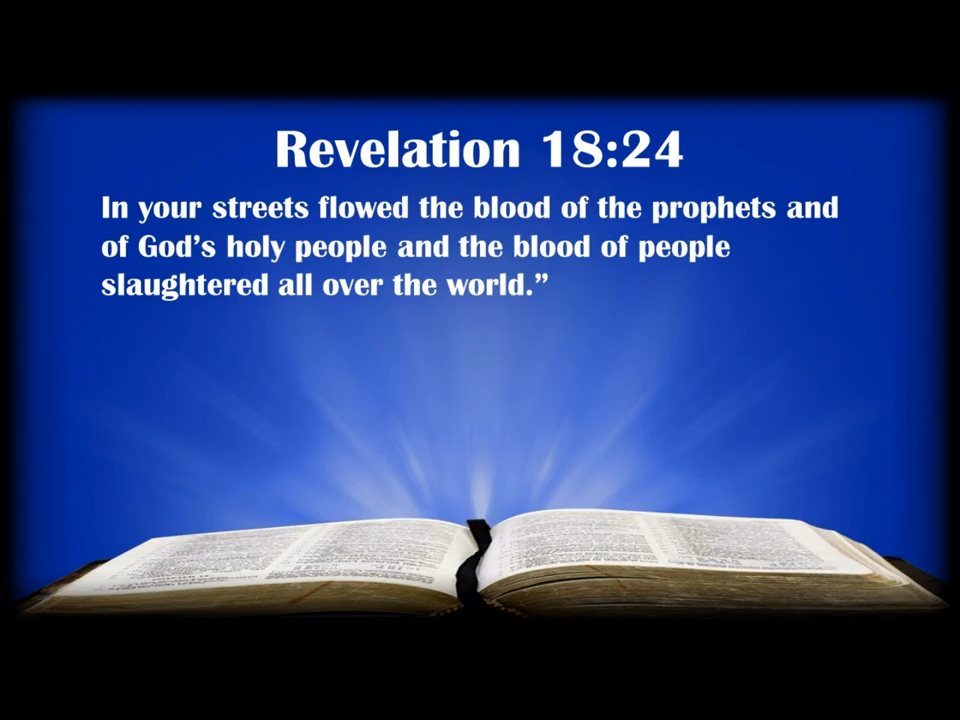 Revelation 18:24
In your streets flowed the blood of the prophets and
of God’s holy people and the blood of people
slaughtered all over the world.”